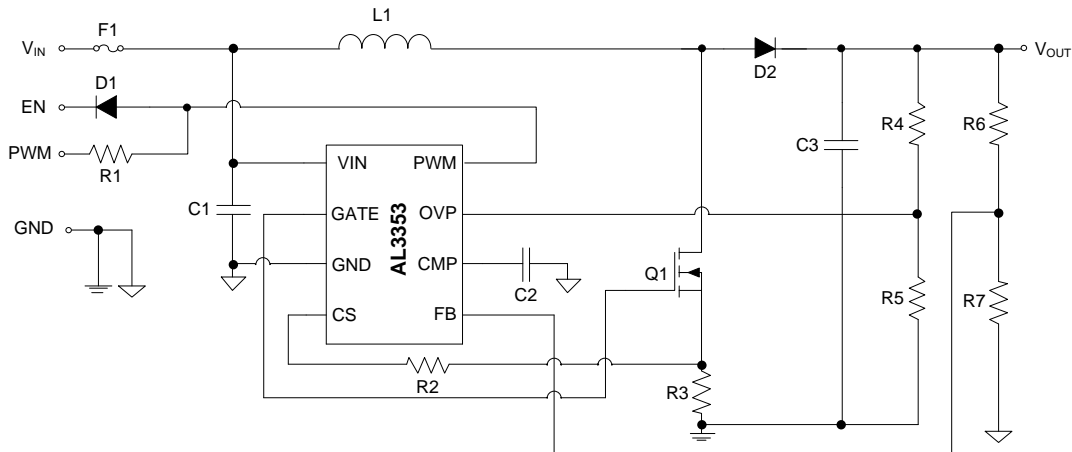 F1
L1
VIN
VOUT
D2
D1
EN
PWM
R1
R4
R6
C3
VIN
PWM
C1
GATE
OVP
AL3353
GND
GND
CMP
C2
Q1
CS
FB
R5
R7
R2
R3